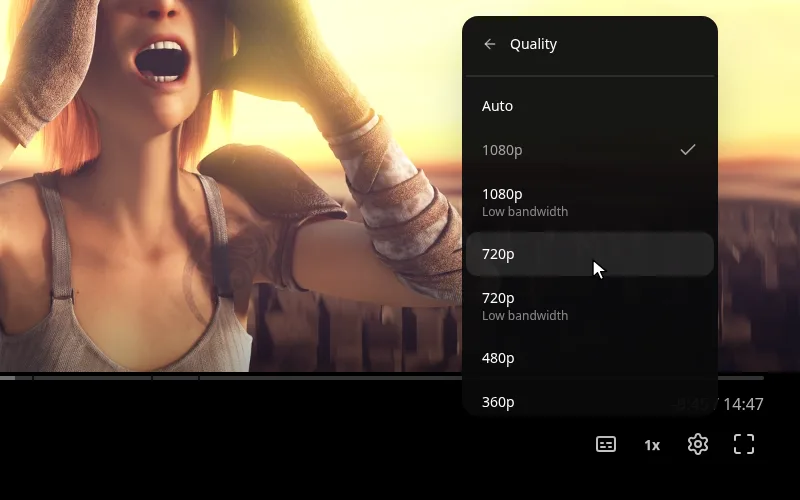 Quality
Auto
1080p
1080p
Low bandwidth
720p
720p
Low bandwidth
480p
360p
/ 14:47
1x